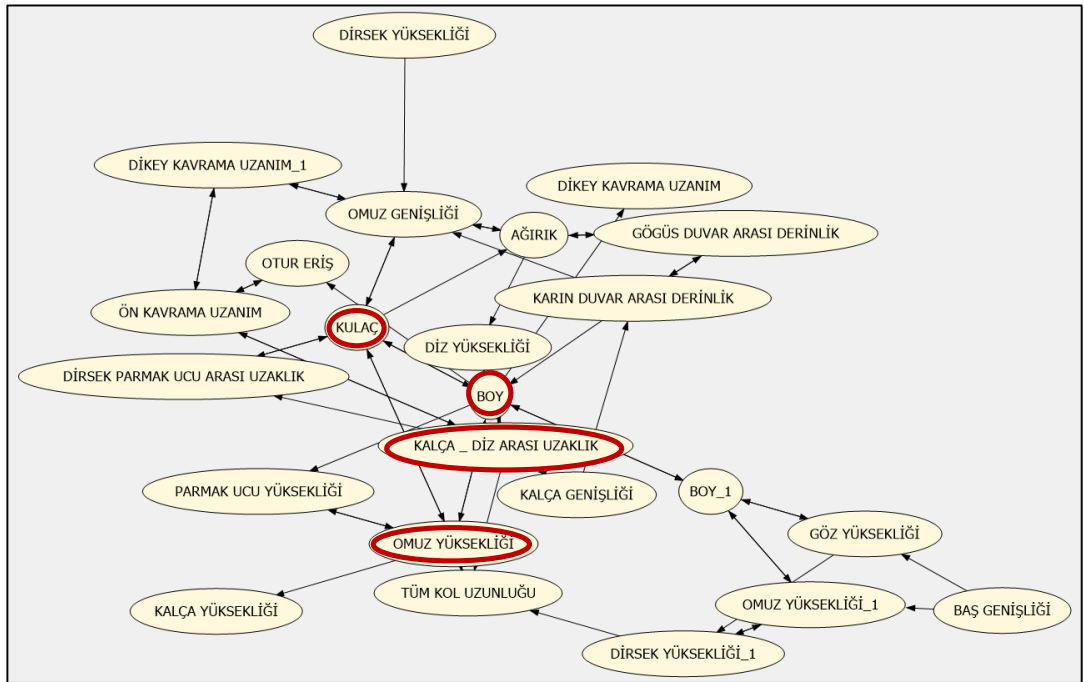 DİRSEK YÜKSEKLİĞİ
DİKEY KAVRAMA UZANIM_1
DİKEY KAVRAMA UZANIM
OMUZ GENİŞLİĞİ
AĞIRIK
GÖGÜS DUVAR ARASI DERİNLİK
OTUR ERİŞ
KARIN DUVAR ARASI DERİNLİK
ÖN KAVRAMA UZANIM
KULAÇ
DİZ YÜKSEKLİĞİ
DİRSEK PARMAK UCU ARASI UZAKLIK
BOY
KALÇA _ DİZ ARASI UZAKLIK
PARMAK UCU YÜKSEKLİĞİ
KALÇA GENİŞLİĞİ
BOY_1
GÖZ YÜKSEKLİĞİ
OMUZ YÜKSEKLİĞİ
TÜM KOL UZUNLUĞU
OMUZ YÜKSEKLİĞİ_1
KALÇA YÜKSEKLİĞİ
BAŞ GENİŞLİĞİ
DİRSEK YÜKSEKLİĞİ_1